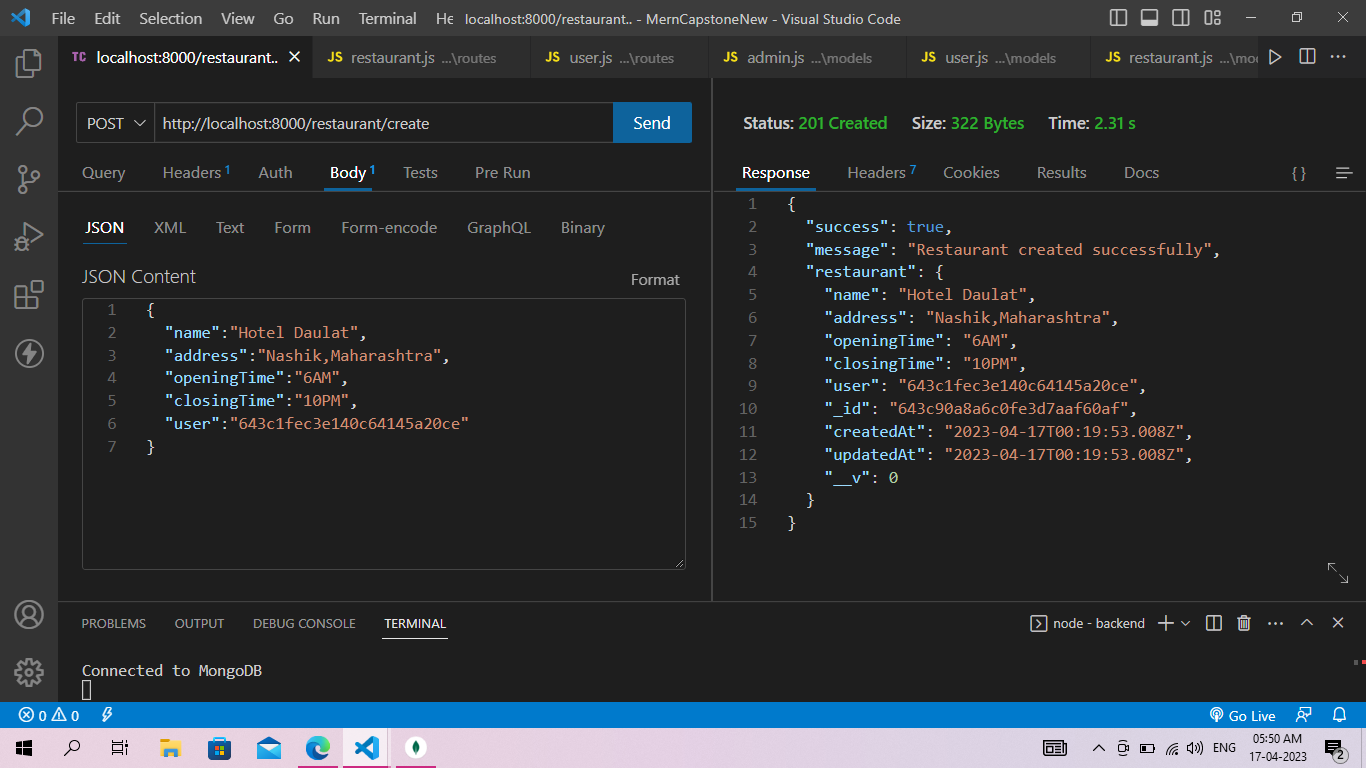 File Edit Selection View Go Run Terminal He localhost:8000/restaurant.. - MernCapstoneNew - Visual Studio Code
TC localhost:8000/restaurant.. JS restaurant.js ...\routes JS user.js ...\routes JS admin.js ...\models JS user.js ...\models JS restaurant.js ...\mo
POST http://localhost:8000/restaurant/create Send
Query Headers 1 Auth Body 1 Tests Pre Run
JSON XML Text Form Form-encode GraphQL Binary
JSON Content Format
1 {
2 "name":"Hotel Daulat",
3 "address":"Nashik,Maharashtra",
4 "openingTime":"6AM",
5 "closingTime":"10PM",
6 "user":"643c1fec3e140c64145a20ce"
7 }
Status: 201 Created Size: 322 Bytes Time: 2.31 s
Response Headers 7 Cookies Results Docs { }
1 {
2 "success": true,
3 "message": "Restaurant created successfully",
4 "restaurant": {
5 "name": "Hotel Daulat",
6 "address": "Nashik,Maharashtra",
7 "openingTime": "6AM",
8 "closingTime": "10PM",
9 "user": "643c1fec3e140c64145a20ce",
10 "_id": "643c90a8a6c0fe3d7aaf60af",
11 "createdAt": "2023-04-17T00:19:53.008Z",
12 "updatedAt": "2023-04-17T00:19:53.008Z",
13 "__v": 0
14 }
15 }
PROBLEMS OUTPUT DEBUG CONSOLE TERMINAL node - backend
Connected to MongoDB
0 0 Go Live
ENG 05:50 AM
17-04-2023 2